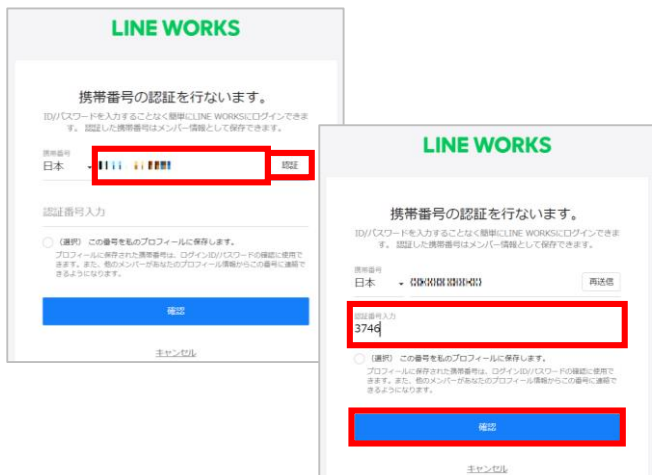 LINE WORKS
携帯番号の認証を行ないます。
ID/パスワードを入力することなく簡単にLINE WORKSにログインできま
す。 認証した携帯番号はメンバー情報として保存できます。
携帯番号
日本
認証
認証番号入力
(選択) この番号を私のプロフィールに保存します。
プロフィールに保存された携帯番号は、ログインID/パスワードの確認に使用で
きます。また、他のメンバーがあなたのプロフィール情報からこの番号に連絡で
きるようになります。
確認
キャンセル
LINE WORKS
携帯番号の認証を行ないます。
ID/パスワードを入力することなく簡単にLINE WORKSにログインできま
す。 認証した携帯番号はメンバー情報として保存できます。
携帯番号
日本
再送信
認証番号入力
3746
(選択) この番号を私のプロフィールに保存します。
プロフィールに保存された携帯番号は、ログインID/パスワードの確認に使用で
きます。また、他のメンバーがあなたのプロフィール情報からこの番号に連絡で
きるようになります。
確認
キャンセル